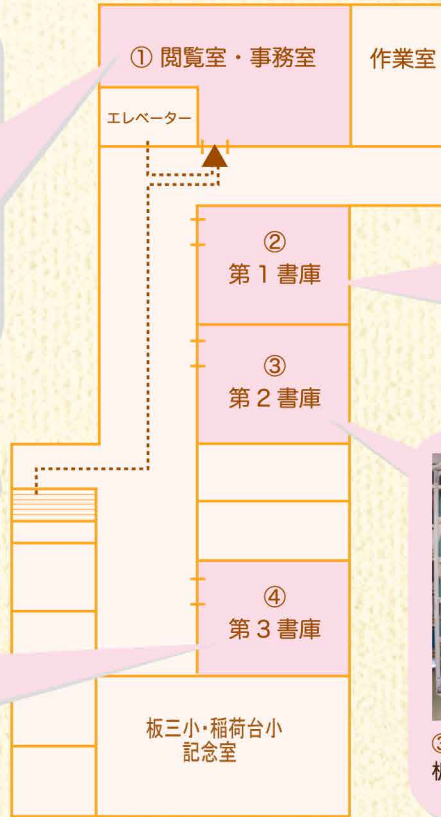 ① 閲覧室・事務室
作業室
エレベーター
②
第1書庫
③
第2書庫
④
第3書庫
板三小・稲荷台小
記念室
③